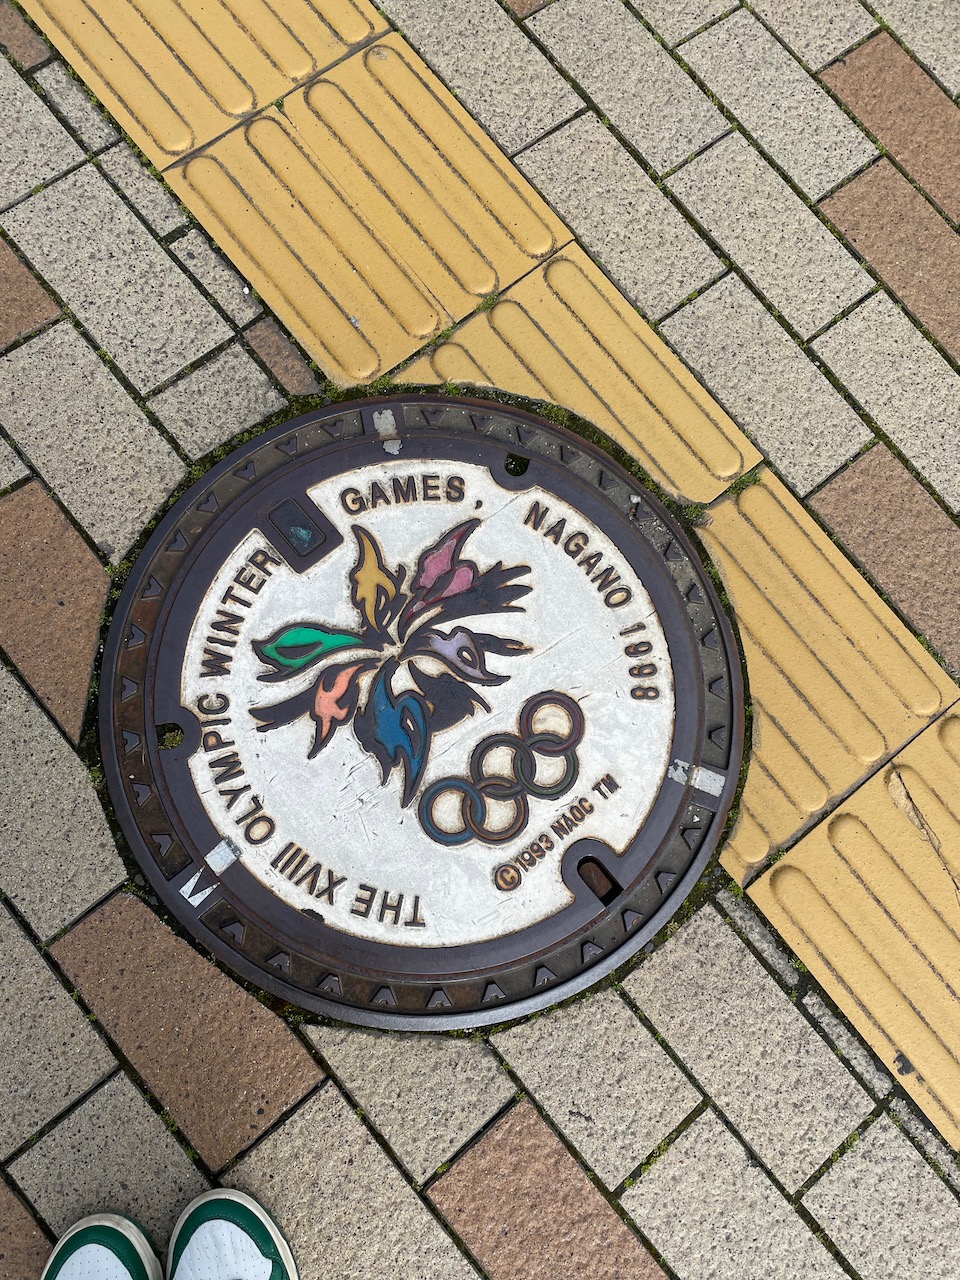 THE XVIII OLYMPIC WINTER GAMES, NAGANO 1998
©1993 NAOC TM